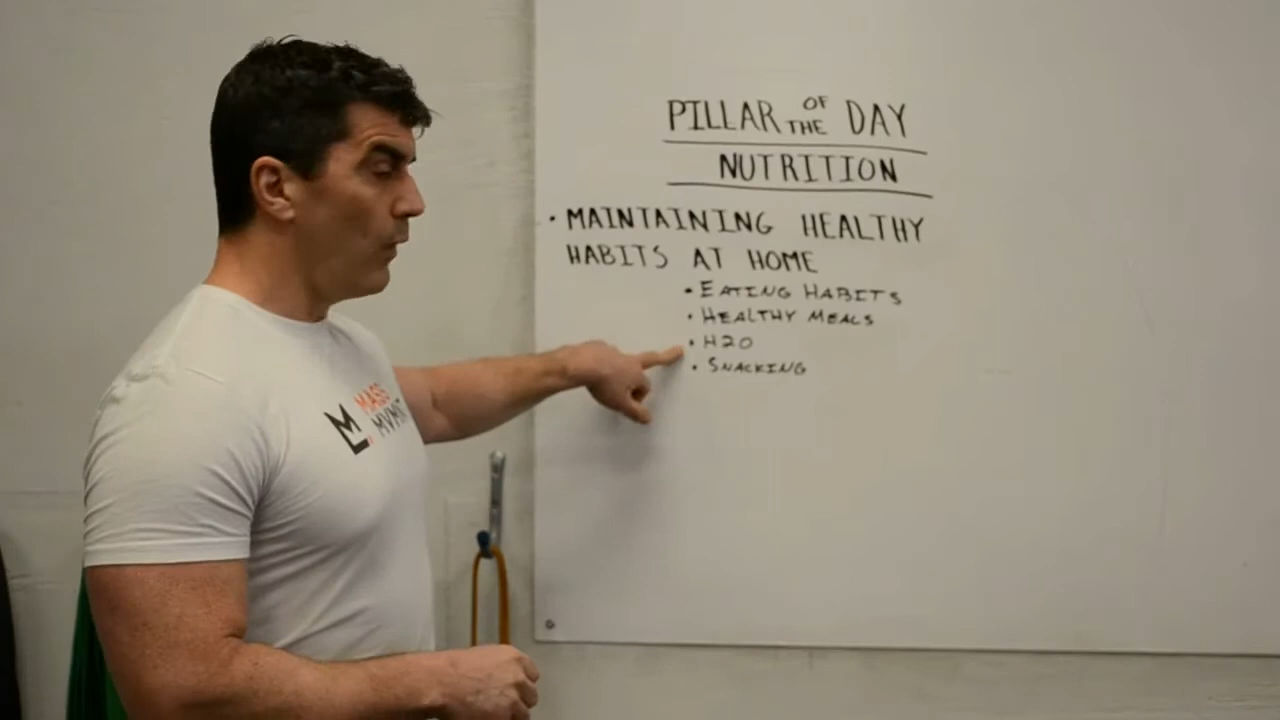 PILLAR OF THE DAY
NUTRITION
• MAINTAINING HEALTHY
HABITS AT HOME
• EATING HABITS
• HEALTHY MEALS
• H2O
• SNACKING
MASS
MVMT